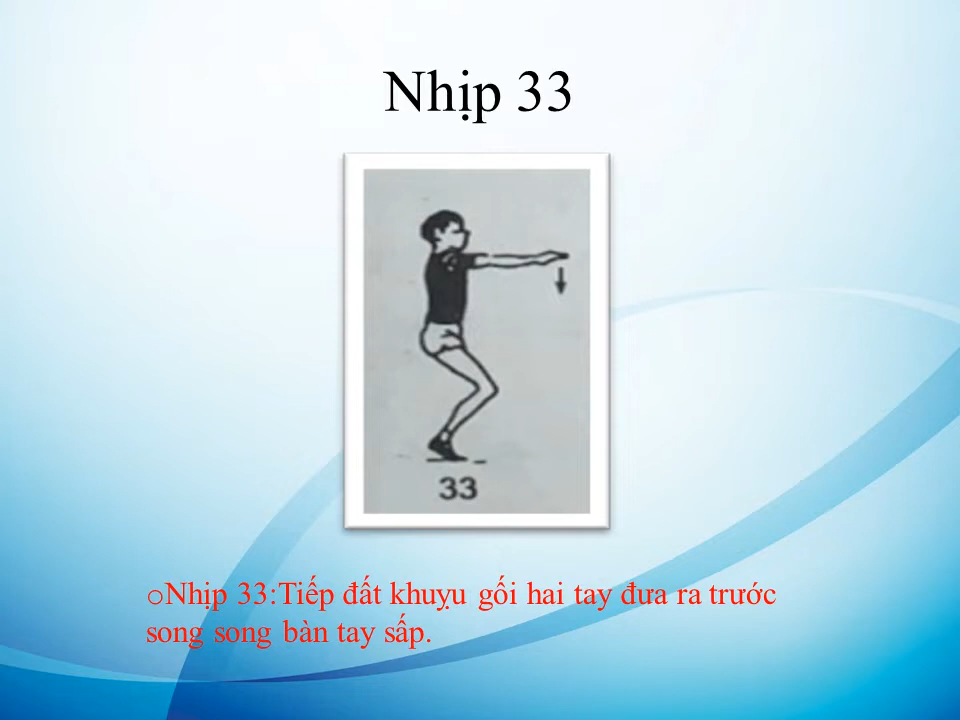 Nhịp 33
33
oNhịp 33:Tiếp đất khuỵu gối hai tay đưa ra trước
song song bàn tay sấp.